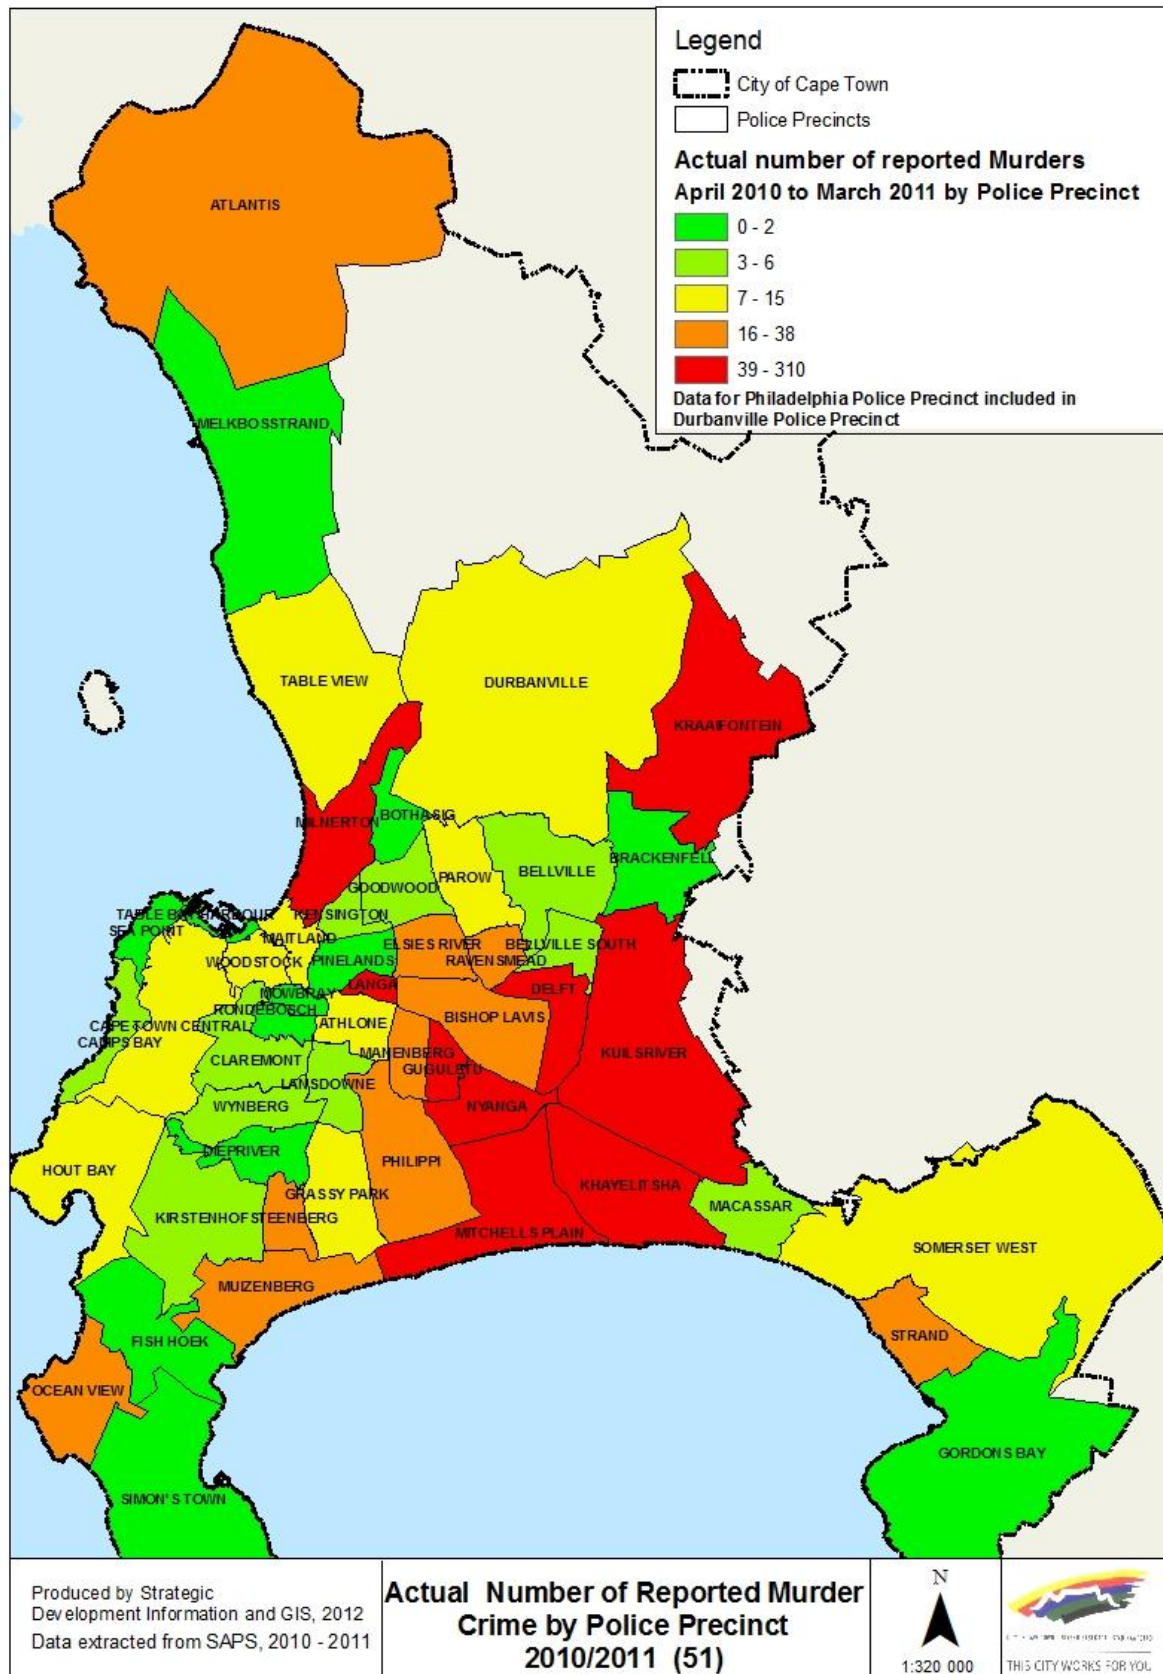 Legend
City of Cape Town
Police Precincts
Actual number of reported Murders
April 2010 to March 2011 by Police Precinct
0 - 2
3 - 6
7 - 15
16 - 38
39 - 310
Data for Philadelphia Police Precinct included in
Durbanville Police Precinct
ATLANTIS
MELKBOSSTRAND
TABLE VIEW
DURBANVILLE
KRAAIFONTEIN
MILNERTON
BOTHASIG
BRACKENFELL
BELLVILLE
PAROW
GOODWOOD
TABLE BAY HARBOUR
KENSINGTON
SEA POINT
MAITLAND
ELSIES RIVER
BELLVILLE SOUTH
WOODSTOCK
PINELANDS
RAVENSMEAD
LANGA
DELFT
MOWBRAY
RONDEBOSCH
BISHOP LAVIS
CAPE TOWN CENTRAL
ATHLONE
CAMPS BAY
MANENBERG
KUILSRIVER
CLAREMONT
GUGULETU
LANSDOWNE
WYNBERG
NYANGA
DIEPRIVER
PHILIPPI
HOUT BAY
KHAYELITSHA
GRASSY PARK
MACASSAR
KIRSTENHOF
STEENBERG
MITCHELLS PLAIN
SOMERSET WEST
MUIZENBERG
STRAND
FISH HOEK
OCEAN VIEW
GORDONS BAY
SIMON'S TOWN
Produced by Strategic
Development Information and GIS, 2012
Data extracted from SAPS, 2010 - 2011
Actual Number of Reported Murder
Crime by Police Precinct
2010/2011 (51)
N
1:320 000
THIS CITY WORKS FOR YOU